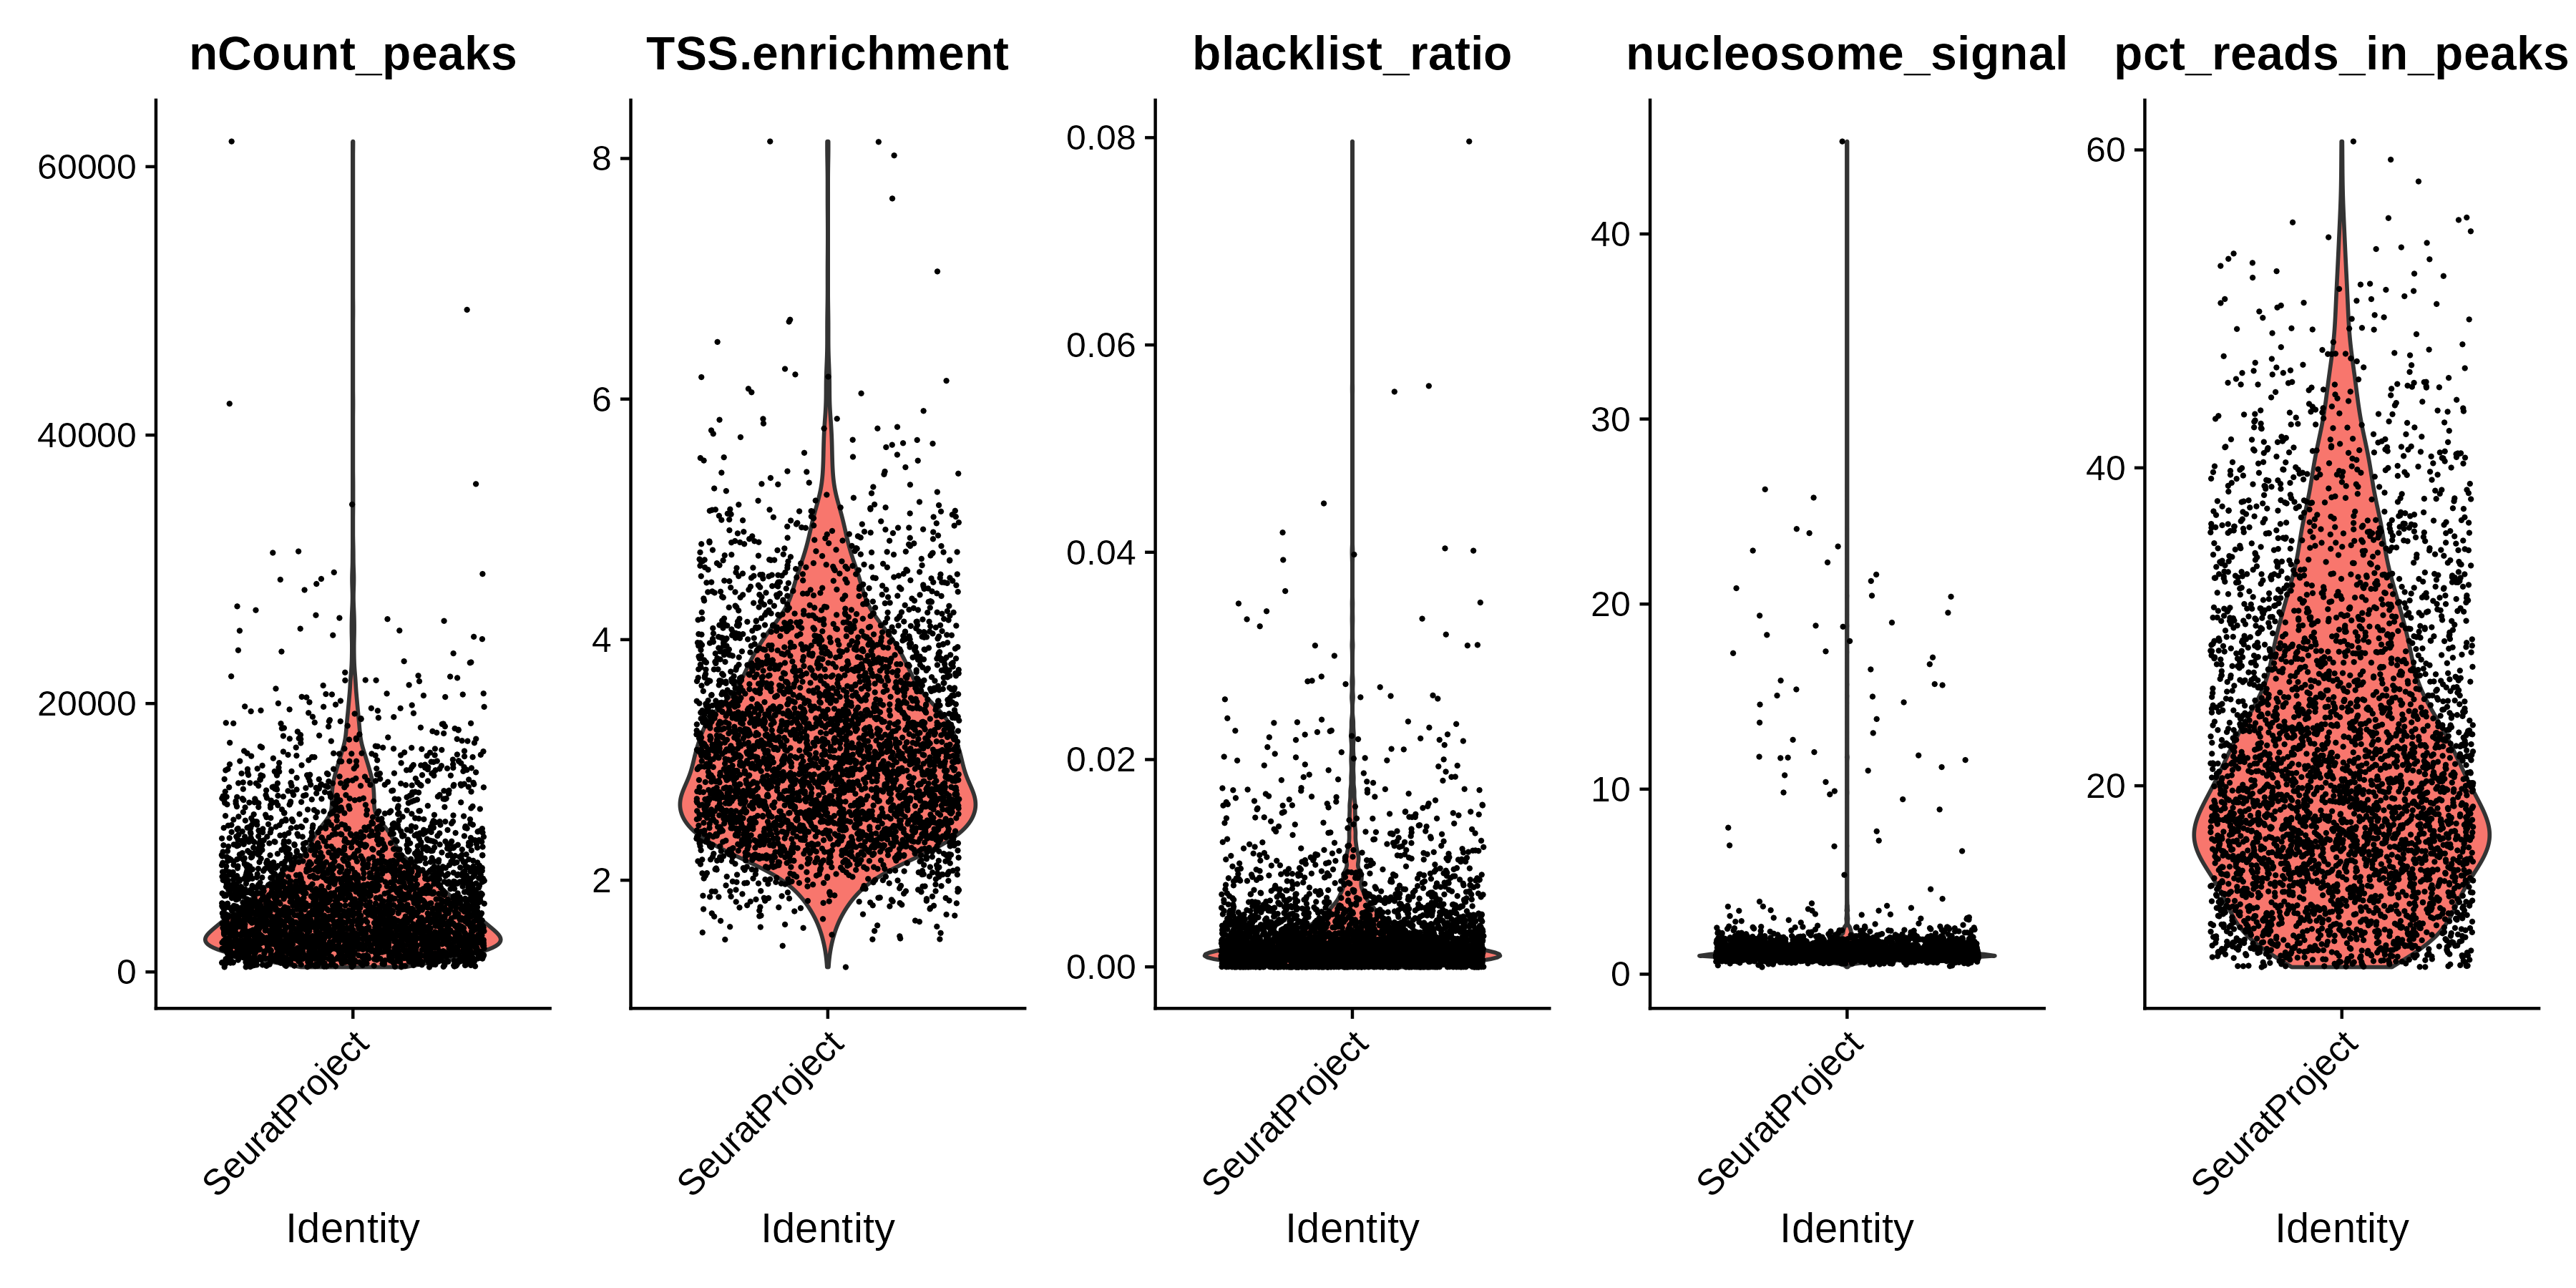 nCount_peaks
60000
40000
20000
0
SeuratProject
Identity
TSS.enrichment
8
6
4
2
SeuratProject
Identity
blacklist_ratio
0.08
0.06
0.04
0.02
0.00
SeuratProject
Identity
nucleosome_signal
40
30
20
10
0
SeuratProject
Identity
pct_reads_in_peaks
60
40
20
SeuratProject
Identity